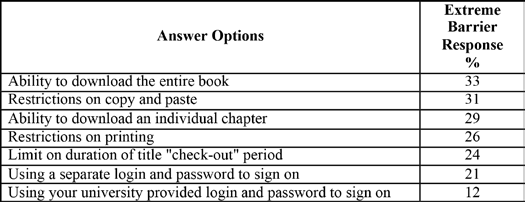 Answer Options
Extreme
Barrier
Response
%
Ability to download the entire book 33
Restrictions on copy and paste 31
Ability to download an individual chapter 29
Restrictions on printing 26
Limit on duration of title "check-out" period 24
Using a separate login and password to sign on 21
Using your university provided login and password to sign on 12